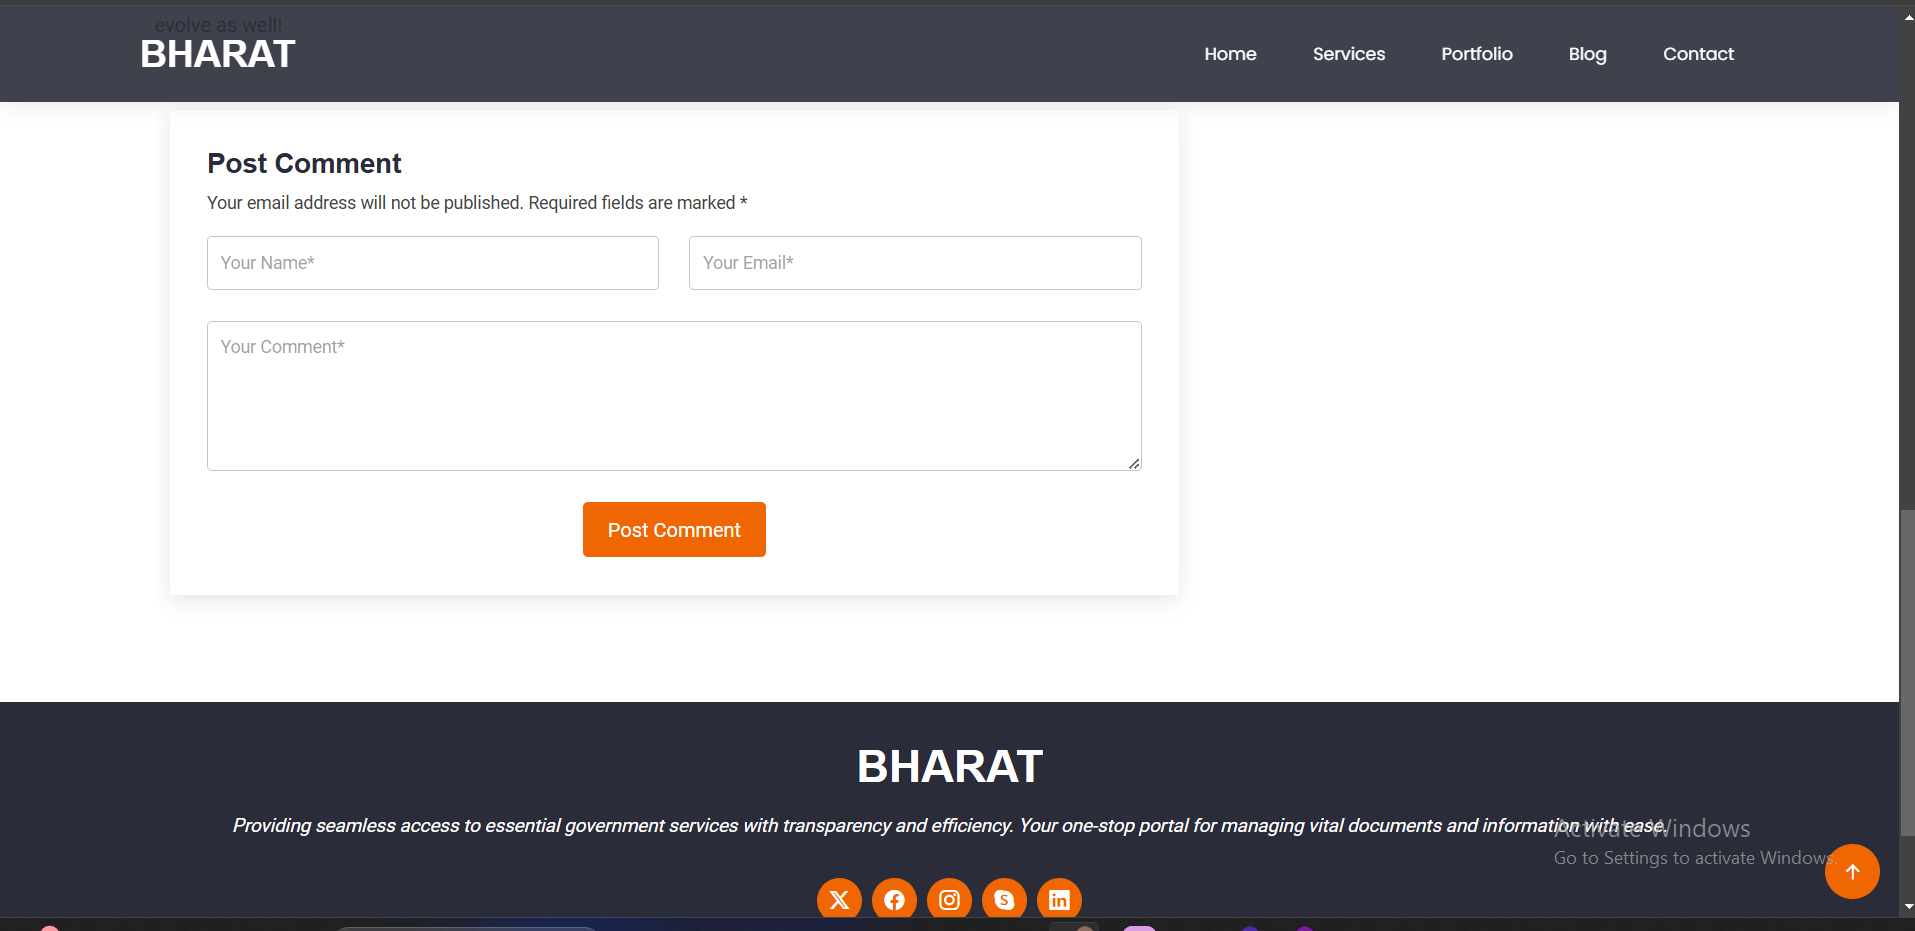 evolve as well!
BHARAT
Home Services Portfolio Blog Contact
Post Comment
Your email address will not be published. Required fields are marked *
Your Name* Your Email*
Your Comment*
Post Comment
BHARAT
Providing seamless access to essential government services with transparency and efficiency. Your one-stop portal for managing vital documents and information with ease.
Activate Windows
Go to Settings to activate Windows.